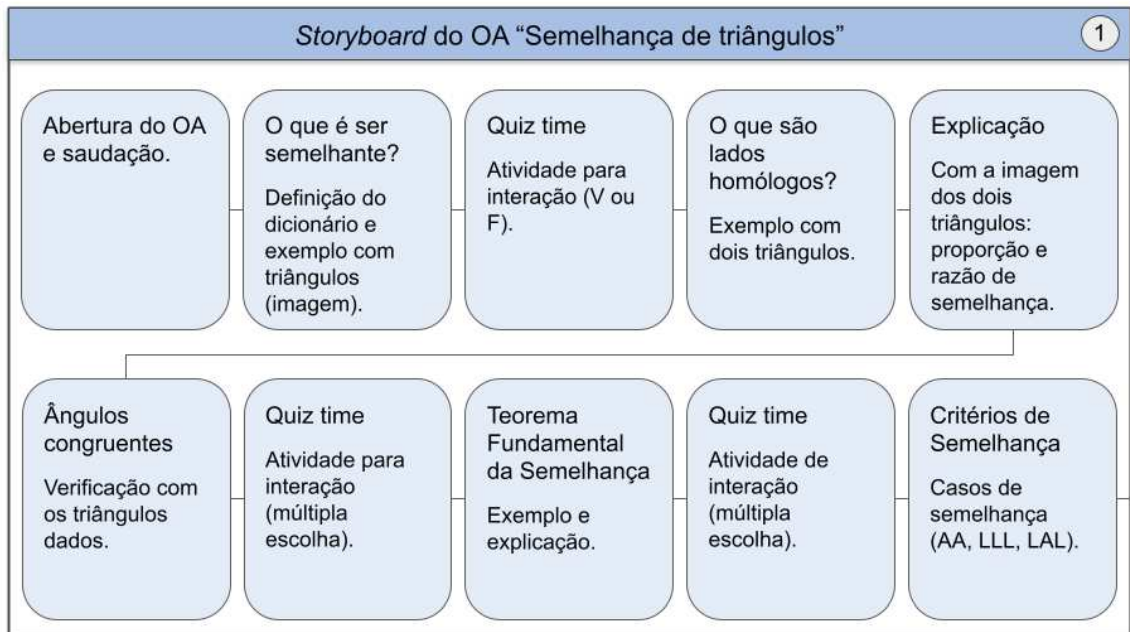 Storyboard do OA “Semelhança de triângulos”
1
Abertura do OA
e saudação.
O que é ser
semelhante?
Definição do
dicionário e
exemplo com
triângulos
(imagem).
Quiz time
Atividade para
interação (V ou
F).
O que são
lados
homólogos?
Exemplo com
dois triângulos.
Explicação
Com a imagem
dos dois
triângulos:
proporção e
razão de
semelhança.
Ângulos
congruentes
Verificação com
os triângulos
dados.
Quiz time
Atividade para
interação
(múltipla
escolha).
Teorema
Fundamental
da Semelhança
Exemplo e
explicação.
Quiz time
Atividade de
interação
(múltipla
escolha).
Critérios de
Semelhança
Casos de
semelhança
(AA, LLL, LAL).